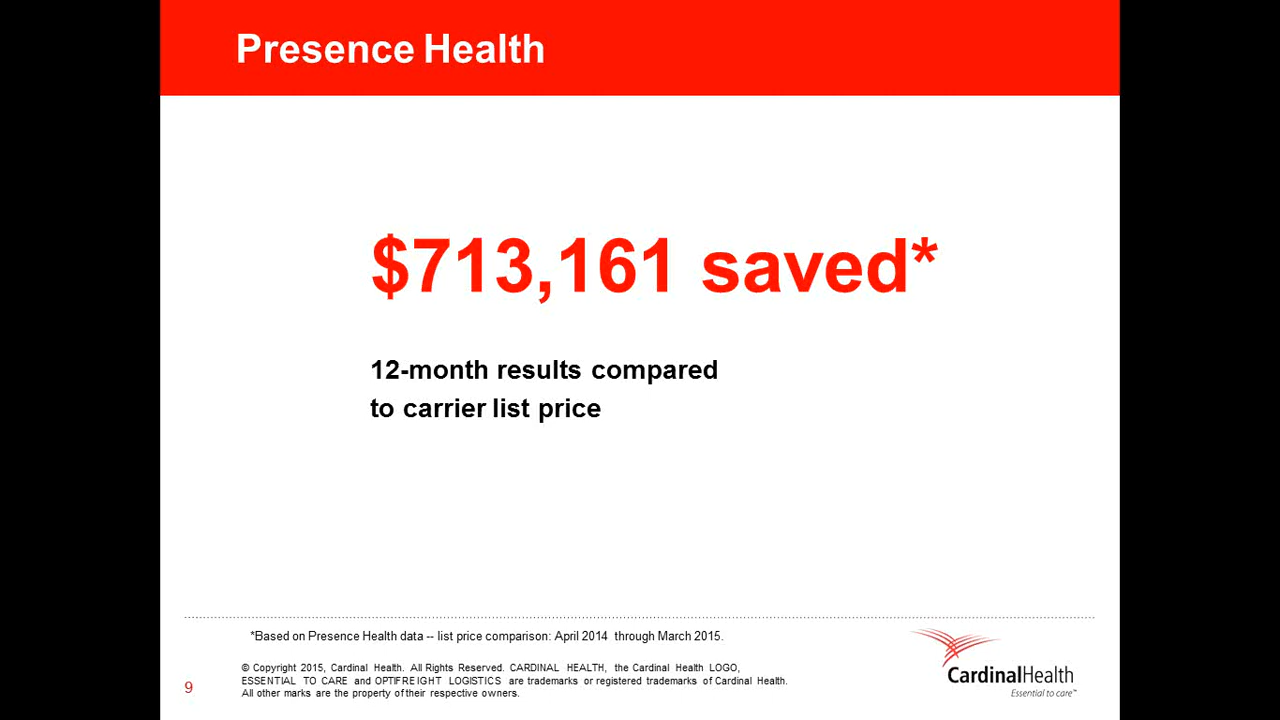 Presence Health
$713,161 saved*
12-month results compared
to carrier list price
*Based on Presence Health data -- list price comparison: April 2014 through March 2015.
© Copyright 2015, Cardinal Health. All Rights Reserved. CARDINAL HEALTH, the Cardinal Health LOGO,
ESSENTIAL TO CARE and OPTIFREIGHT LOGISTICS are trademarks or registered trademarks of Cardinal Health.
All other marks are the property of their respective owners.
9
CardinalHealth
Essential to care™